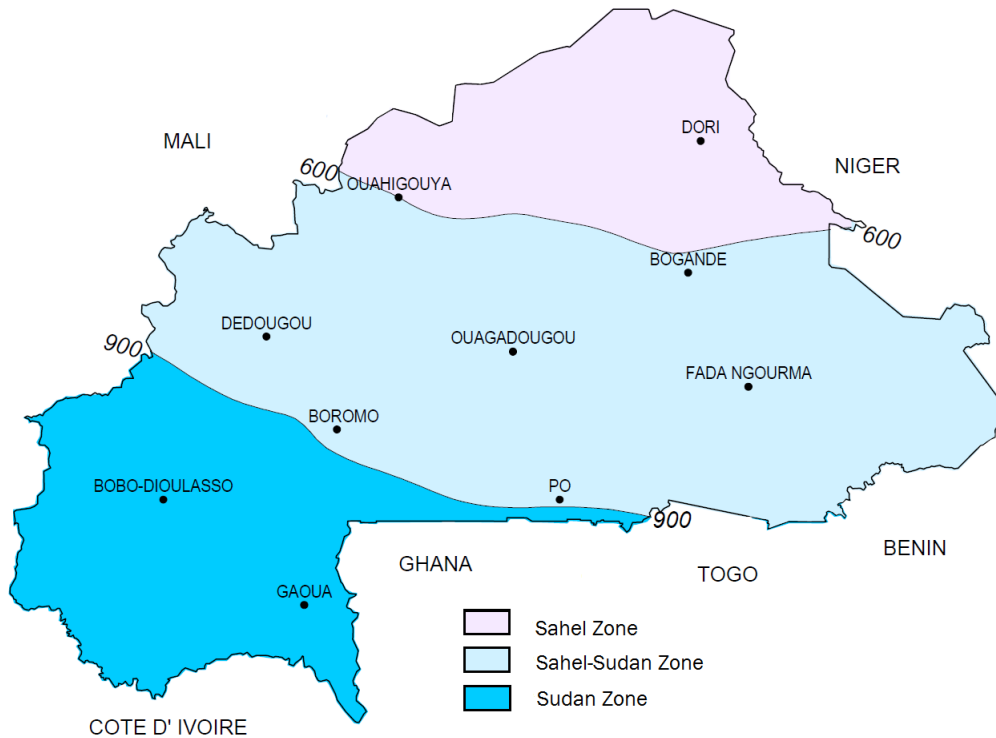 DORI
MALI
NIGER
600
OUAHIGOUYA
600
BOGANDE
DEDOUGOU
OUAGADOUGOU
900
FADA NGOURMA
BOROMO
BOBO-DIOULASSO
PO
900
BENIN
GHANA
TOGO
GAOUA
Sahel Zone
Sahel-Sudan Zone
Sudan Zone
COTE D' IVOIRE